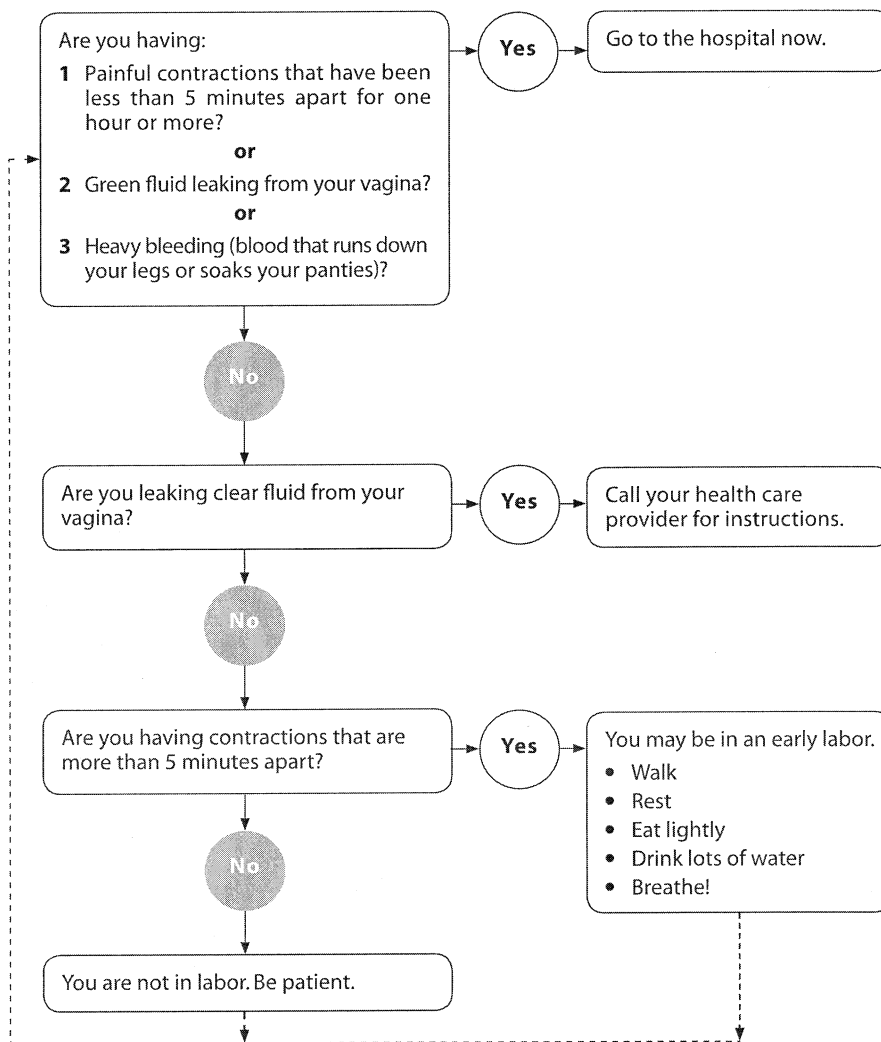 Are you having:
1 Painful contractions that have been
less than 5 minutes apart for one
hour or more?
or
2 Green fluid leaking from your vagina?
or
3 Heavy bleeding (blood that runs down
your legs or soaks your panties)?
Yes
Go to the hospital now.
No
Are you leaking clear fluid from your
vagina?
Yes
Call your health care
provider for instructions.
No
Are you having contractions that are
more than 5 minutes apart?
Yes
You may be in an early labor.
• Walk
• Rest
• Eat lightly
• Drink lots of water
• Breathe!
No
You are not in labor. Be patient.